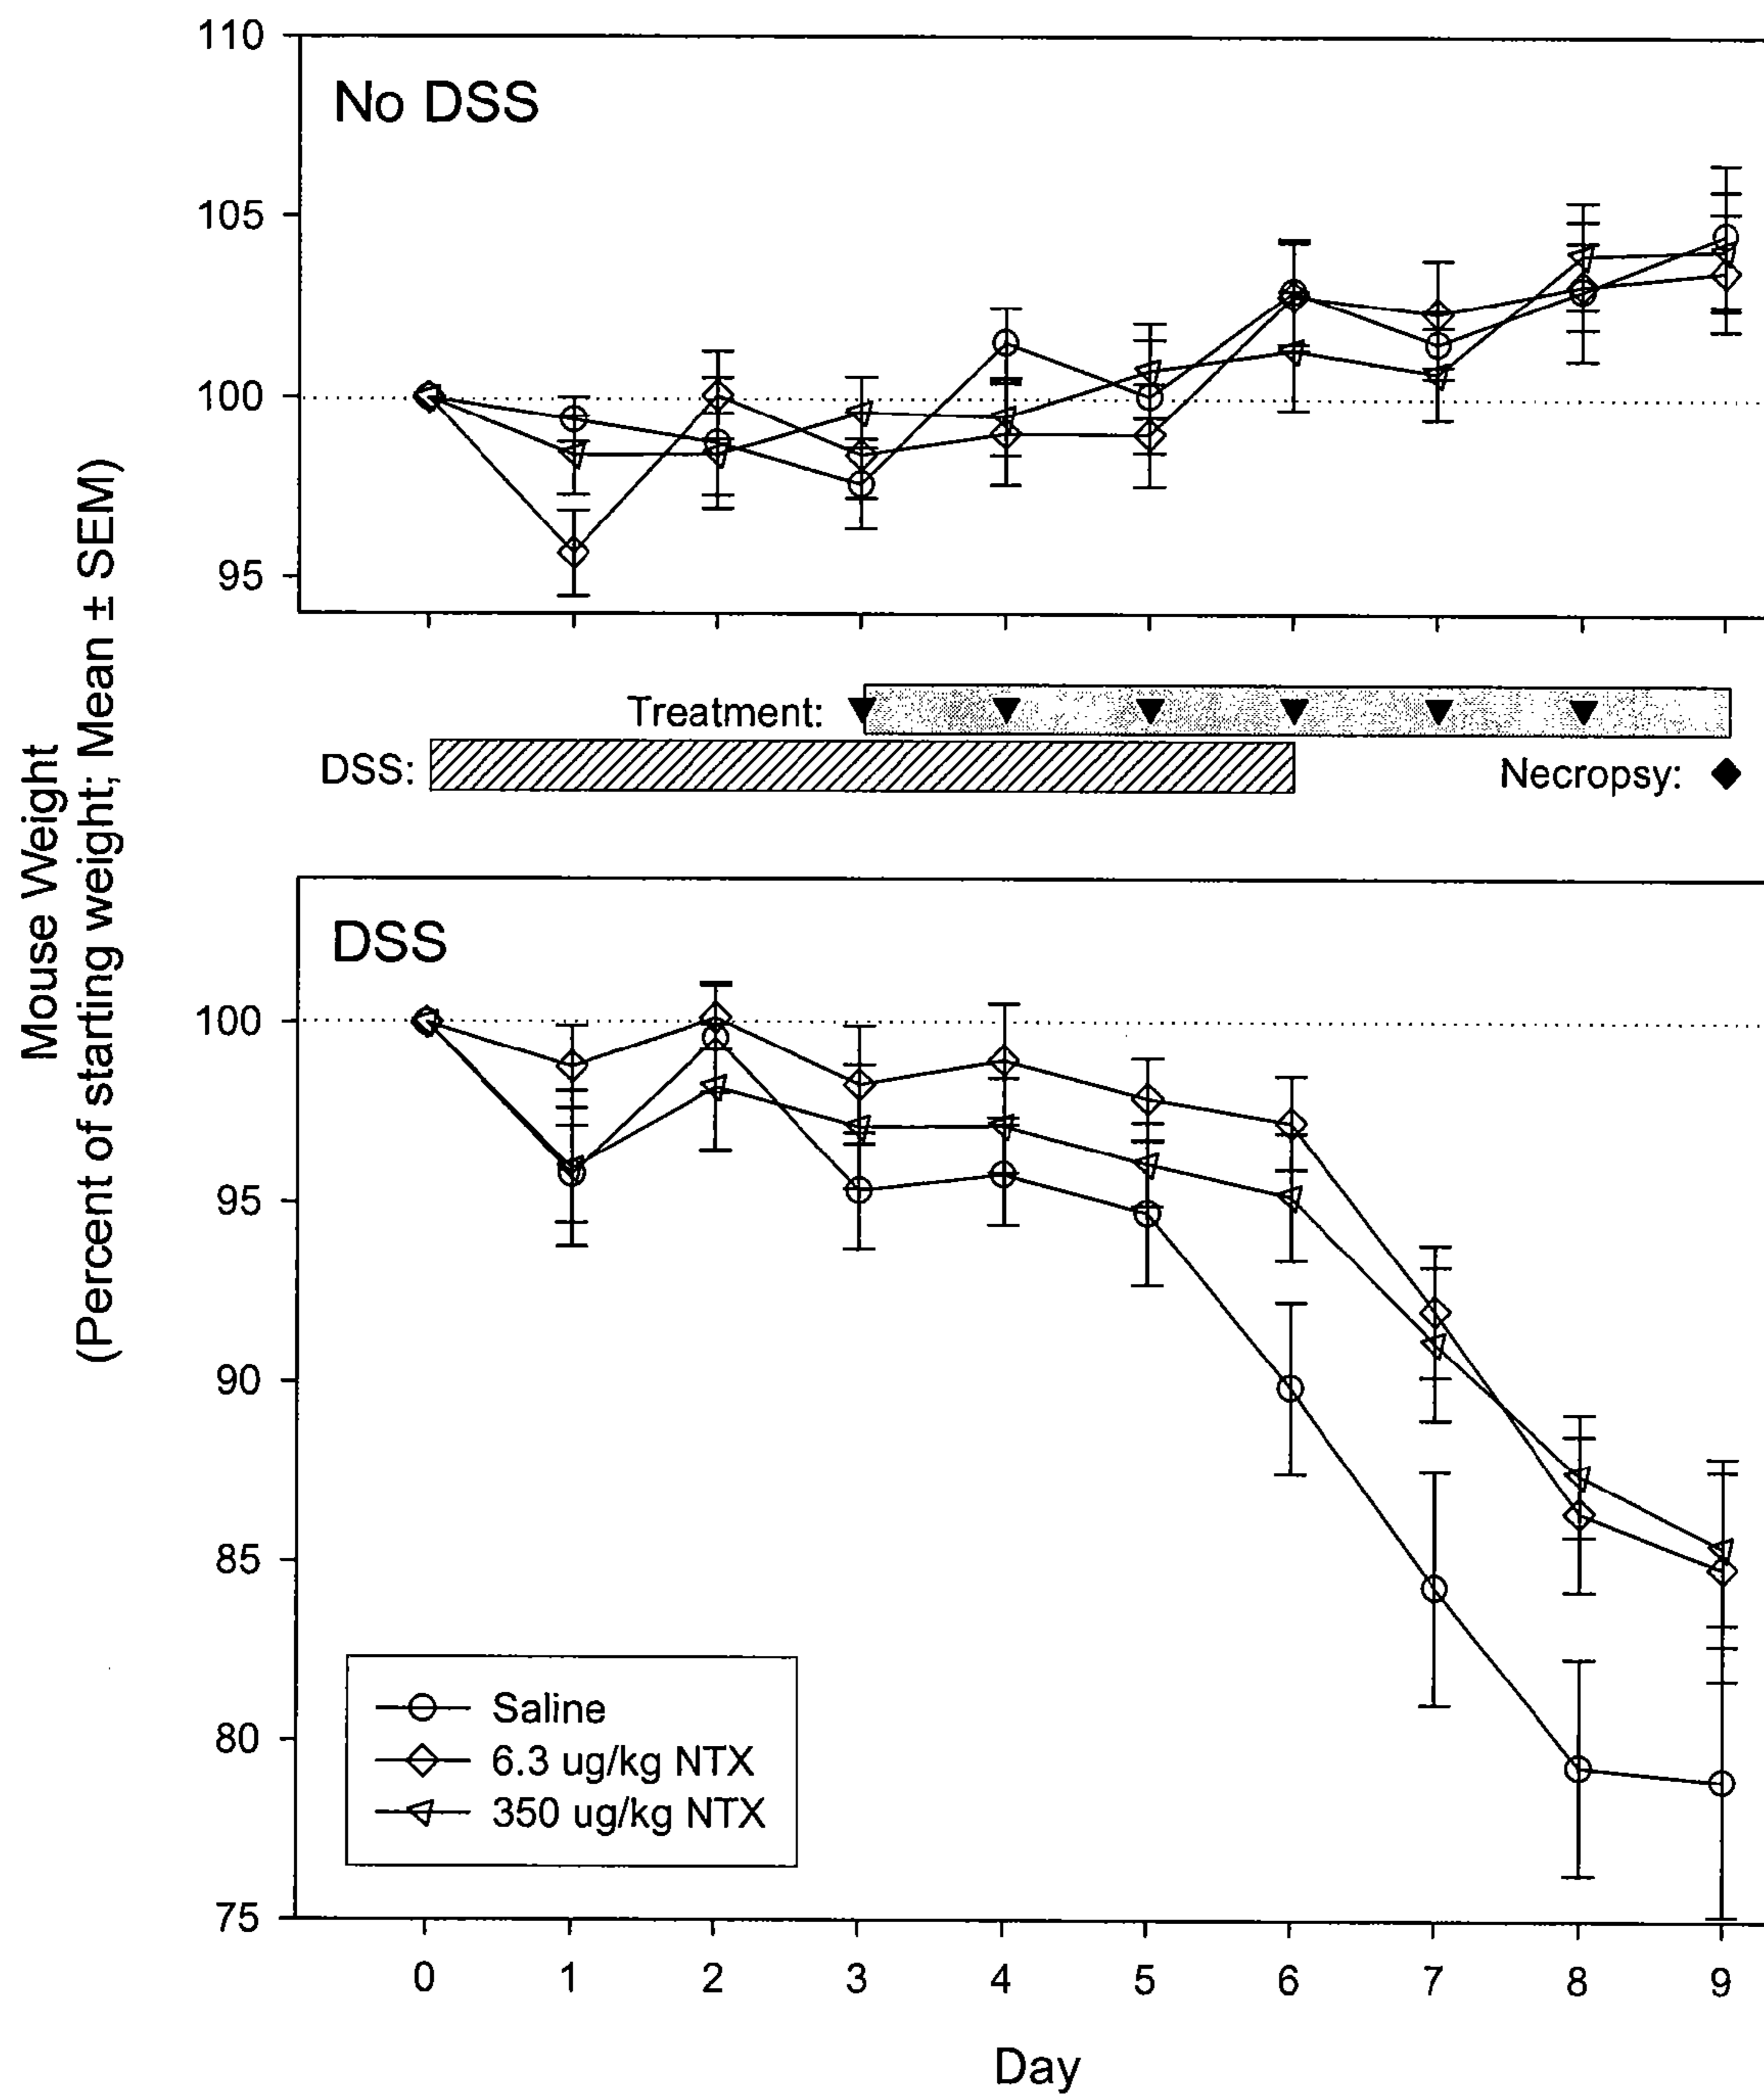 Mouse Weight
(Percent of starting weight; Mean ± SEM)
110
No DSS
105
100
95
Treatment:
DSS:
Necropsy:
DSS
100
95
90
85
80
75
Saline
6.3 ug/kg NTX
350 ug/kg NTX
0 1 2 3 4 5 6 7 8 9
Day